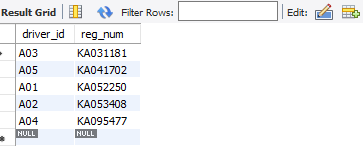 Result Grid Filter Rows: Edit:
driver_id reg_num
A03 KA031181
A05 KA041702
A01 KA052250
A02 KA053408
A04 KA095477
NULL NULL